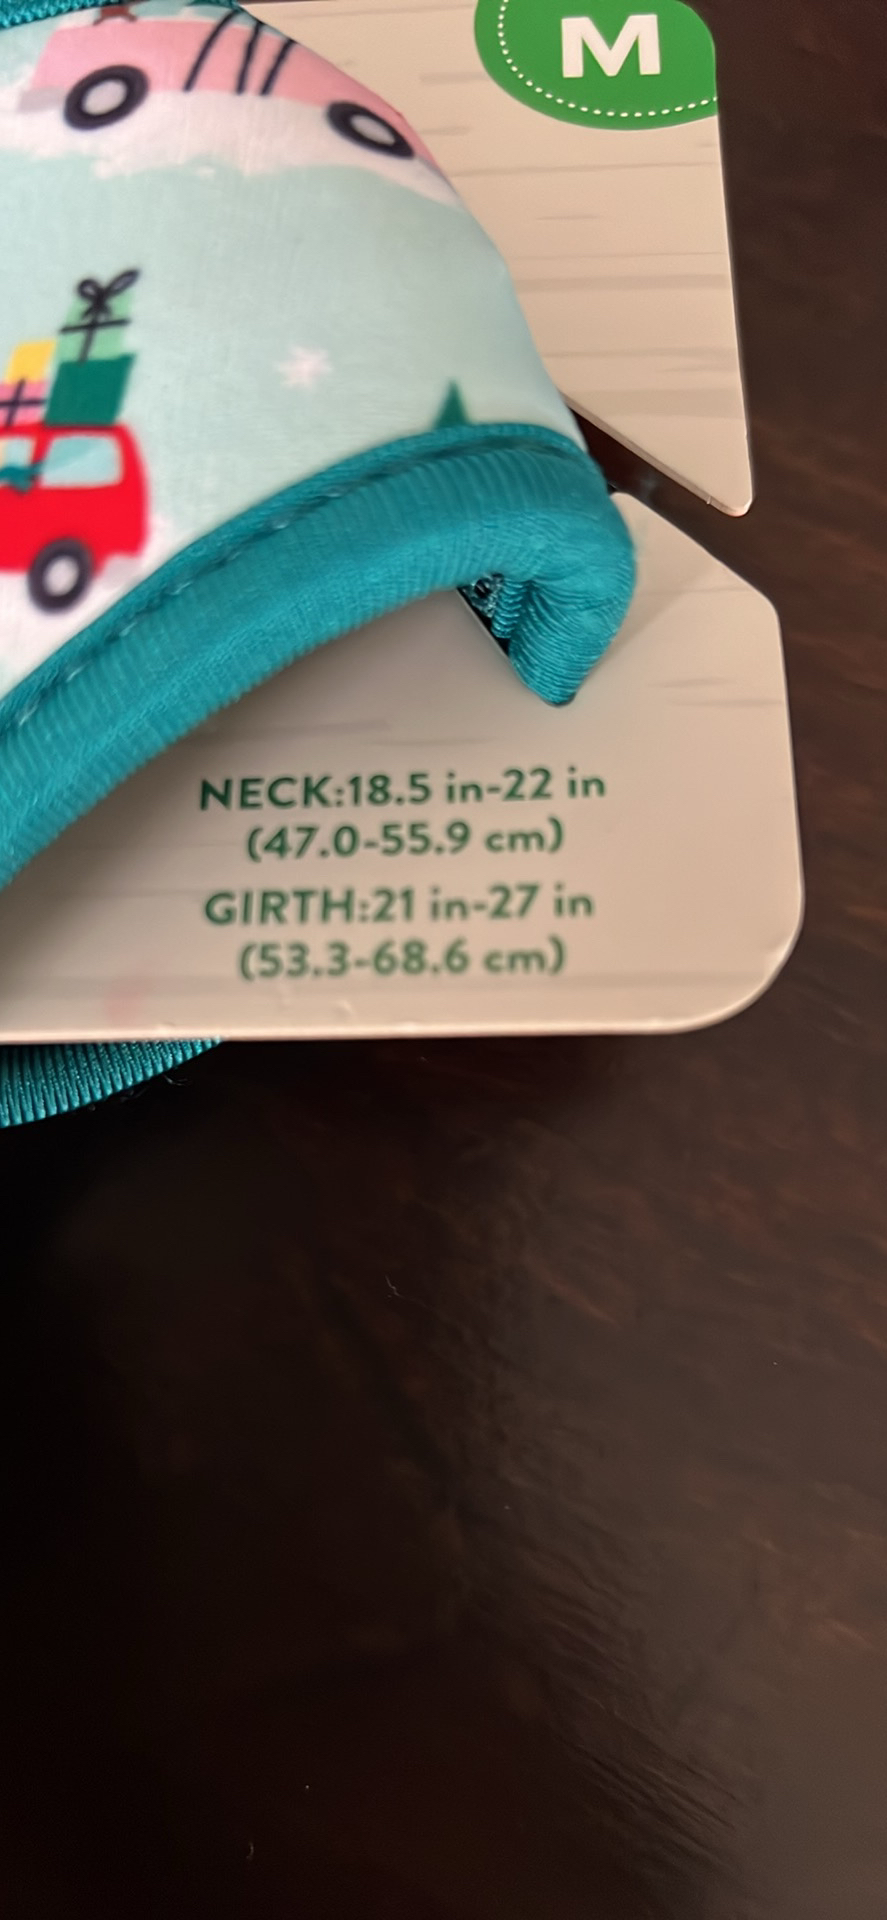 M
NECK:18.5 in-22 in
(47.0-55.9 cm)
GIRTH:21 in-27 in
(53.3-68.6 cm)